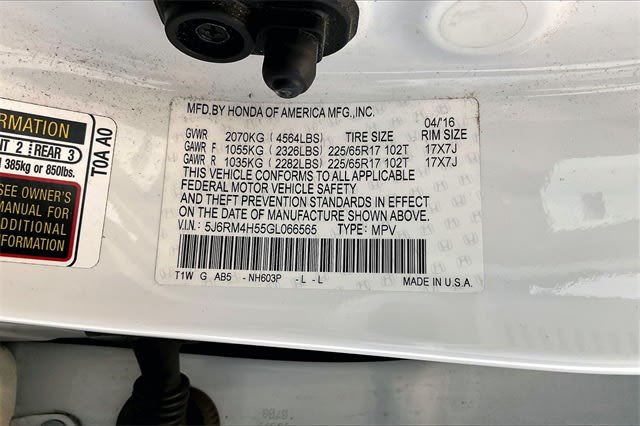 ORMATION
NT 2 REAR 3
385kg or 850lbs.
SEE OWNER'S
MANUAL FOR
ADDITIONAL
INFORMATION
T0A A0
MFD.BY HONDA OF AMERICA MFG.,INC.
04/16
GVWR 2070KG (4564LBS) TIRE SIZE RIM SIZE
GAWR F 1055KG (2326LBS) 225/65R17 102T 17X7J
GAWR R 1035KG (2282LBS) 225/65R17 102T 17X7J
THIS VEHICLE CONFORMS TO ALL APPLICABLE
FEDERAL MOTOR VEHICLE SAFETY
AND THEFT PREVENTION STANDARDS IN EFFECT
ON THE DATE OF MANUFACTURE SHOWN ABOVE.
V.I.N: 5J6RM4H55GL066565 TYPE: MPV
T1W G AB5 - NH603P - L - L MADE IN U.S.A.